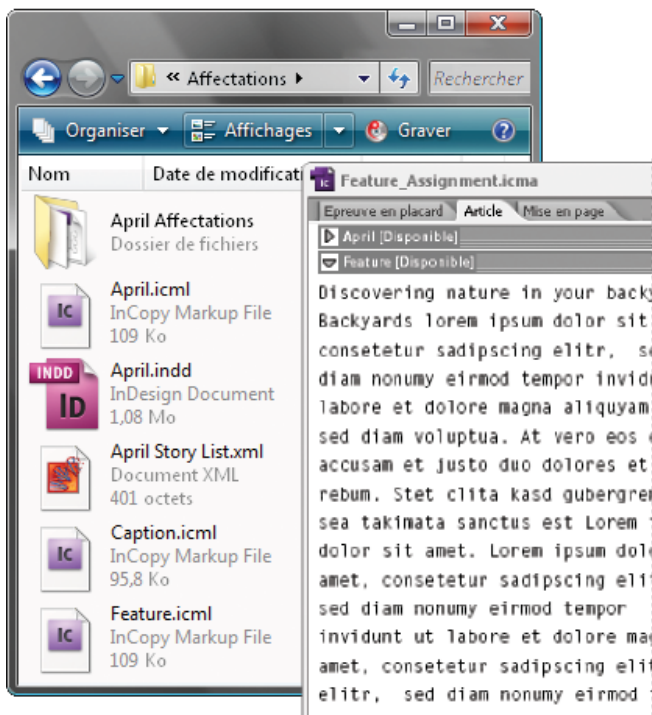 « Affectations
Rechercher
Organiser
Affichages
Graver
?
Nom
Date de modificati
April Affectations
Dossier de fichiers
IC
April.icml
InCopy Markup File
109 Ko
INDD
ID
April.indd
InDesign Document
1,08 Mo
April Story List.xml
Document XML
401 octets
IC
Caption.icml
InCopy Markup File
95,8 Ko
IC
Feature.icml
InCopy Markup File
109 Ko
IC
Feature_Assignment.icma
Epreuve en placard
Article
Mise en page
April [Disponible]
Feature [Disponible]
Discovering nature in your backy
Backyards lorem ipsum dolor sit
consetetur sadipscing elitr, se
diam nonumy eirmod tempor invidu
labore et dolore magna aliquyam
sed diam voluptua. At vero eos e
accusam et justo duo dolores et
rebum. Stet clita kasd gubergren
sea takimata sanctus est Lorem
dolor sit amet. Lorem ipsum dolo
amet, consetetur sadipscing elit
sed diam nonumy eirmod tempor
invidunt ut labore et dolore mag
amet, consetetur sadipscing elit
elitr, sed diam nonumy eirmod